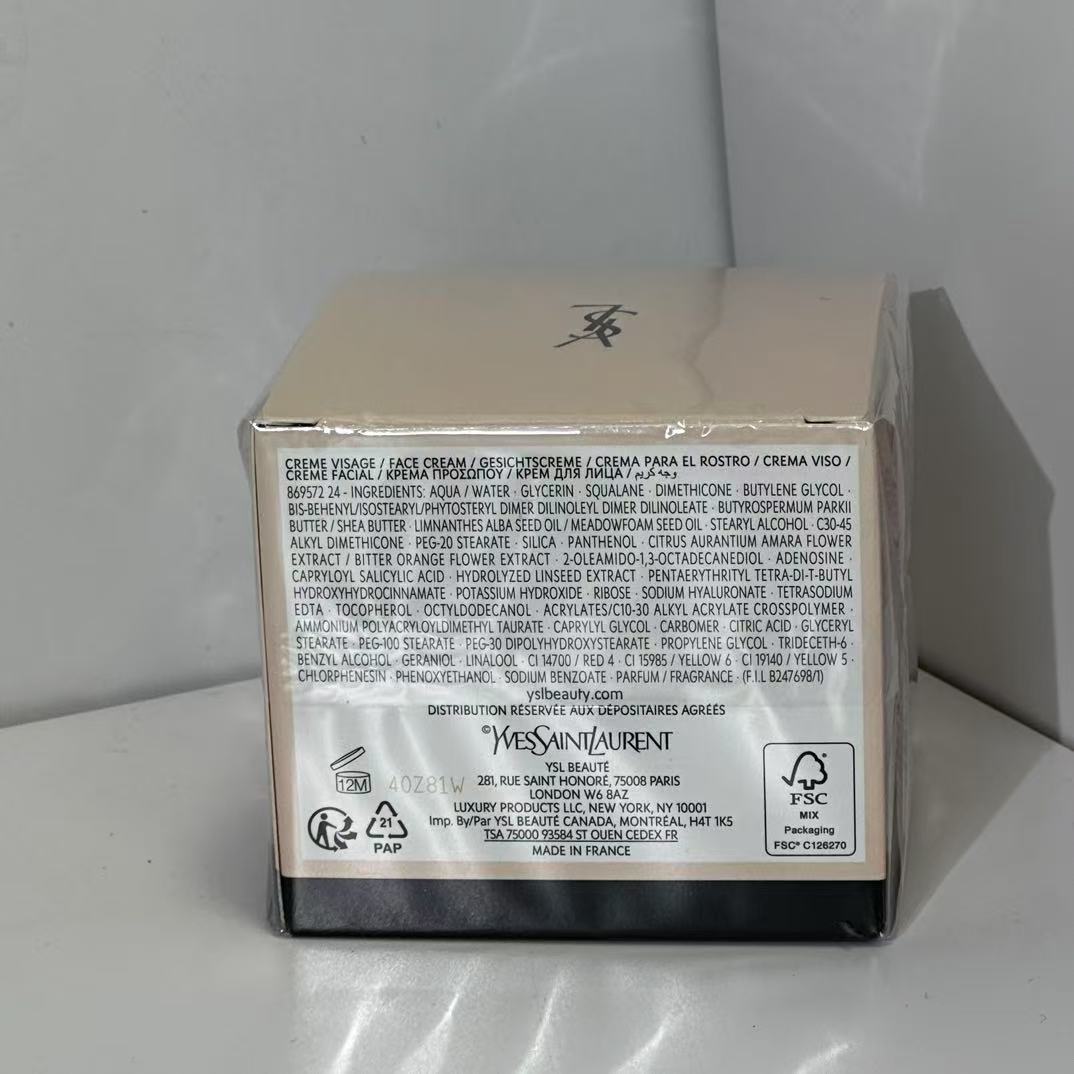 YSL
CREME VISAGE / FACE CREAM / GESICHTSCREME / CREMA PARA EL ROSTRO / CREMA VISO /
CREME FACIAL / ΚΡΕΜΑ ΠΡΟΣΩΠΟΥ / КРЕМ ДЛЯ ЛИЦА / وجه كريم
869572 24 - INGREDIENTS: AQUA / WATER · GLYCERIN · SQUALANE · DIMETHICONE · BUTYLENE GLYCOL ·
BIS-BEHENYL/ISOSTEARYL/PHYTOSTERYL DIMER DILINOLEYL DIMER DILINOLEATE · BUTYROSPERMUM PARKII
BUTTER / SHEA BUTTER · LIMNANTHES ALBA SEED OIL / MEADOWFOAM SEED OIL · STEARYL ALCOHOL · C30-45
ALKYL DIMETHICONE · PEG-20 STEARATE · SILICA · PANTHENOL · CITRUS AURANTIUM AMARA FLOWER
EXTRACT / BITTER ORANGE FLOWER EXTRACT · 2-OLEAMIDO-1,3-OCTADECANEDIOL · ADENOSINE ·
CAPRYLOYL SALICYLIC ACID · HYDROLYZED LINSEED EXTRACT · PENTAERYTHRITYL TETRA-DI-T-BUTYL
HYDROXYHYDROCINNAMATE · POTASSIUM HYDROXIDE · RIBOSE · SODIUM HYALURONATE · TETRASODIUM
EDTA · TOCOPHEROL · OCTYLDODECANOL · ACRYLATES/C10-30 ALKYL ACRYLATE CROSSPOLYMER ·
AMMONIUM POLYACRYLOYLDIMETHYL TAURATE · CAPRYLYL GLYCOL · CARBOMER · CITRIC ACID · GLYCERYL
STEARATE · PEG-100 STEARATE · PEG-30 DIPOLYHYDROXYSTEARATE · PROPYLENE GLYCOL · TRIDECETH-6 ·
BENZYL ALCOHOL · GERANIOL · LINALOOL · CI 14700 / RED 4 · CI 15985 / YELLOW 6 · CI 19140 / YELLOW 5 ·
CHLORPHENESIN · PHENOXYETHANOL · SODIUM BENZOATE · PARFUM / FRAGRANCE · (F.I.L B247698/1)
yslbeauty.com
DISTRIBUTION RÉSERVÉE AUX DÉPOSITAIRES AGRÉÉS
©YVESSAINTLAURENT
YSL BEAUTÉ
281, RUE SAINT HONORÉ, 75008 PARIS
LONDON W6 8AZ
LUXURY PRODUCTS LLC, NEW YORK, NY 10001
Imp. By/Par YSL BEAUTÉ CANADA, MONTRÉAL, H4T 1K5
TSA 75000 93584 ST OUEN CEDEX FR
MADE IN FRANCE
12M
40Z81W
21
PAP
FSC
MIX
Packaging
FSC® C126270